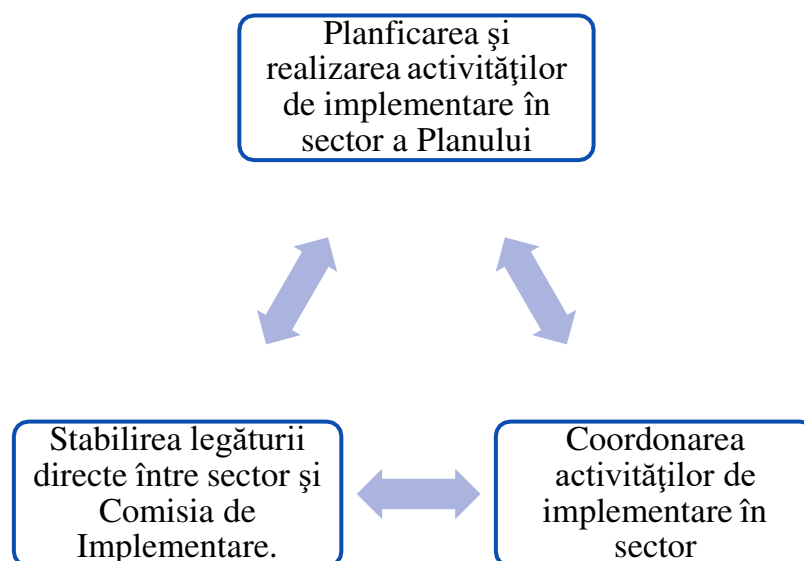 Planficarea şi
realizarea activităţilor
de implementare în
sector a Planului
Stabilirea legăturii
directe între sector şi
Comisia de
Implementare.
Coordonarea
activităţilor de
implementare în
sector